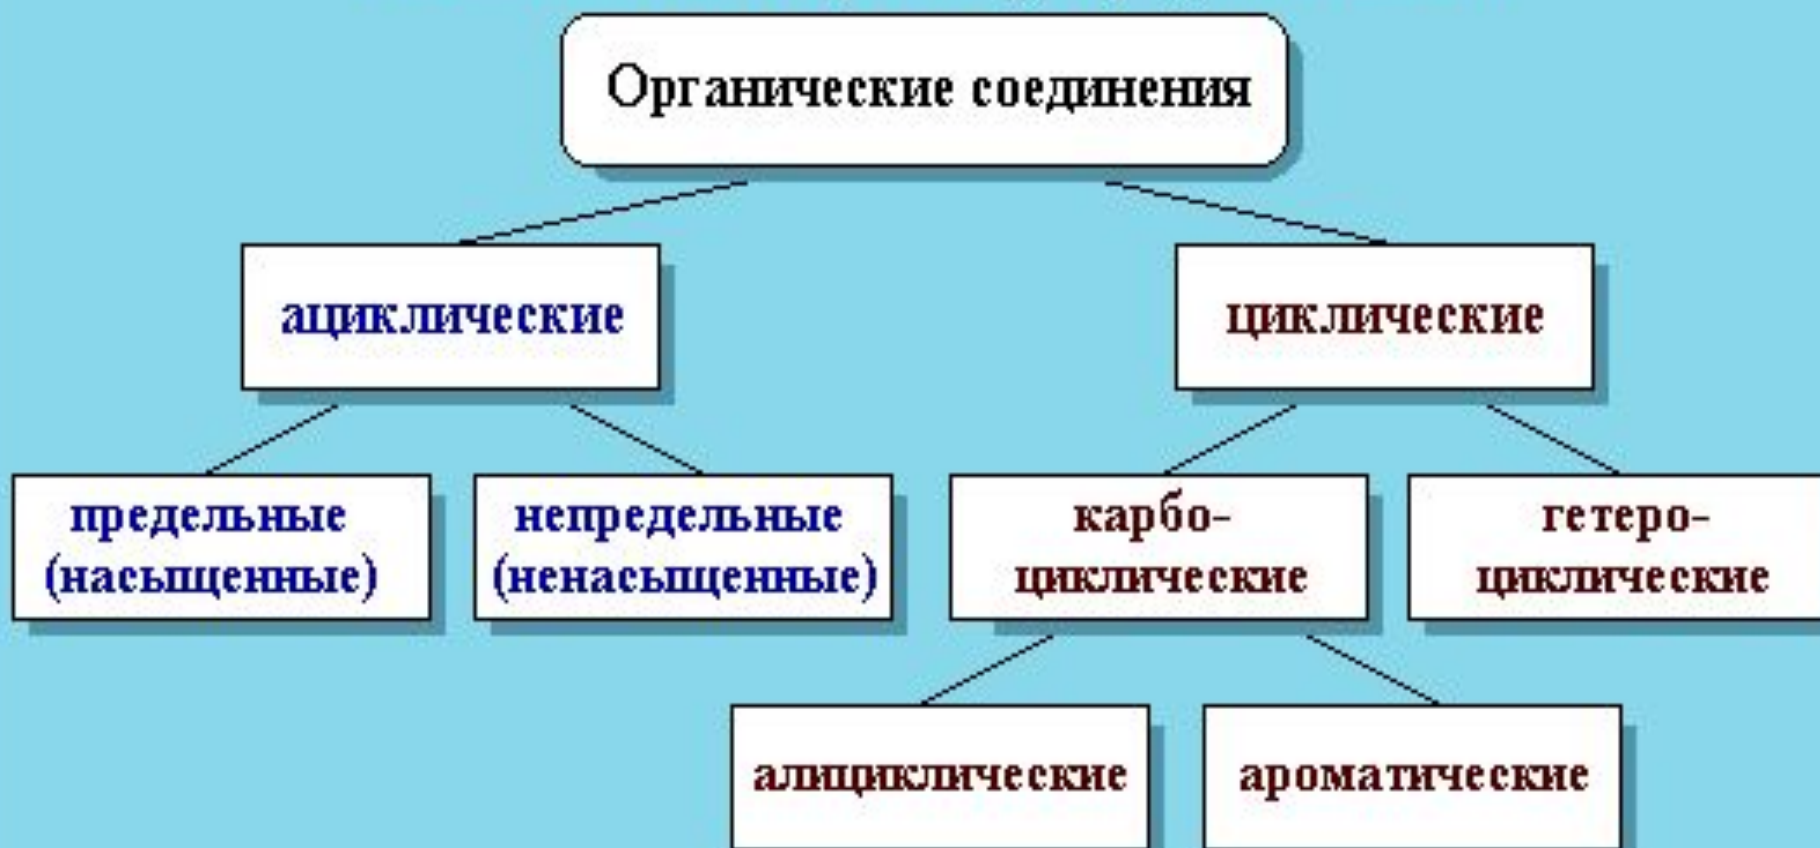 Органические соединения
ациклические
циклические
предельные
(насыщенные)
непредельные
(ненасыщенные)
карбо-
циклические
гетеро-
циклические
алициклические
ароматические